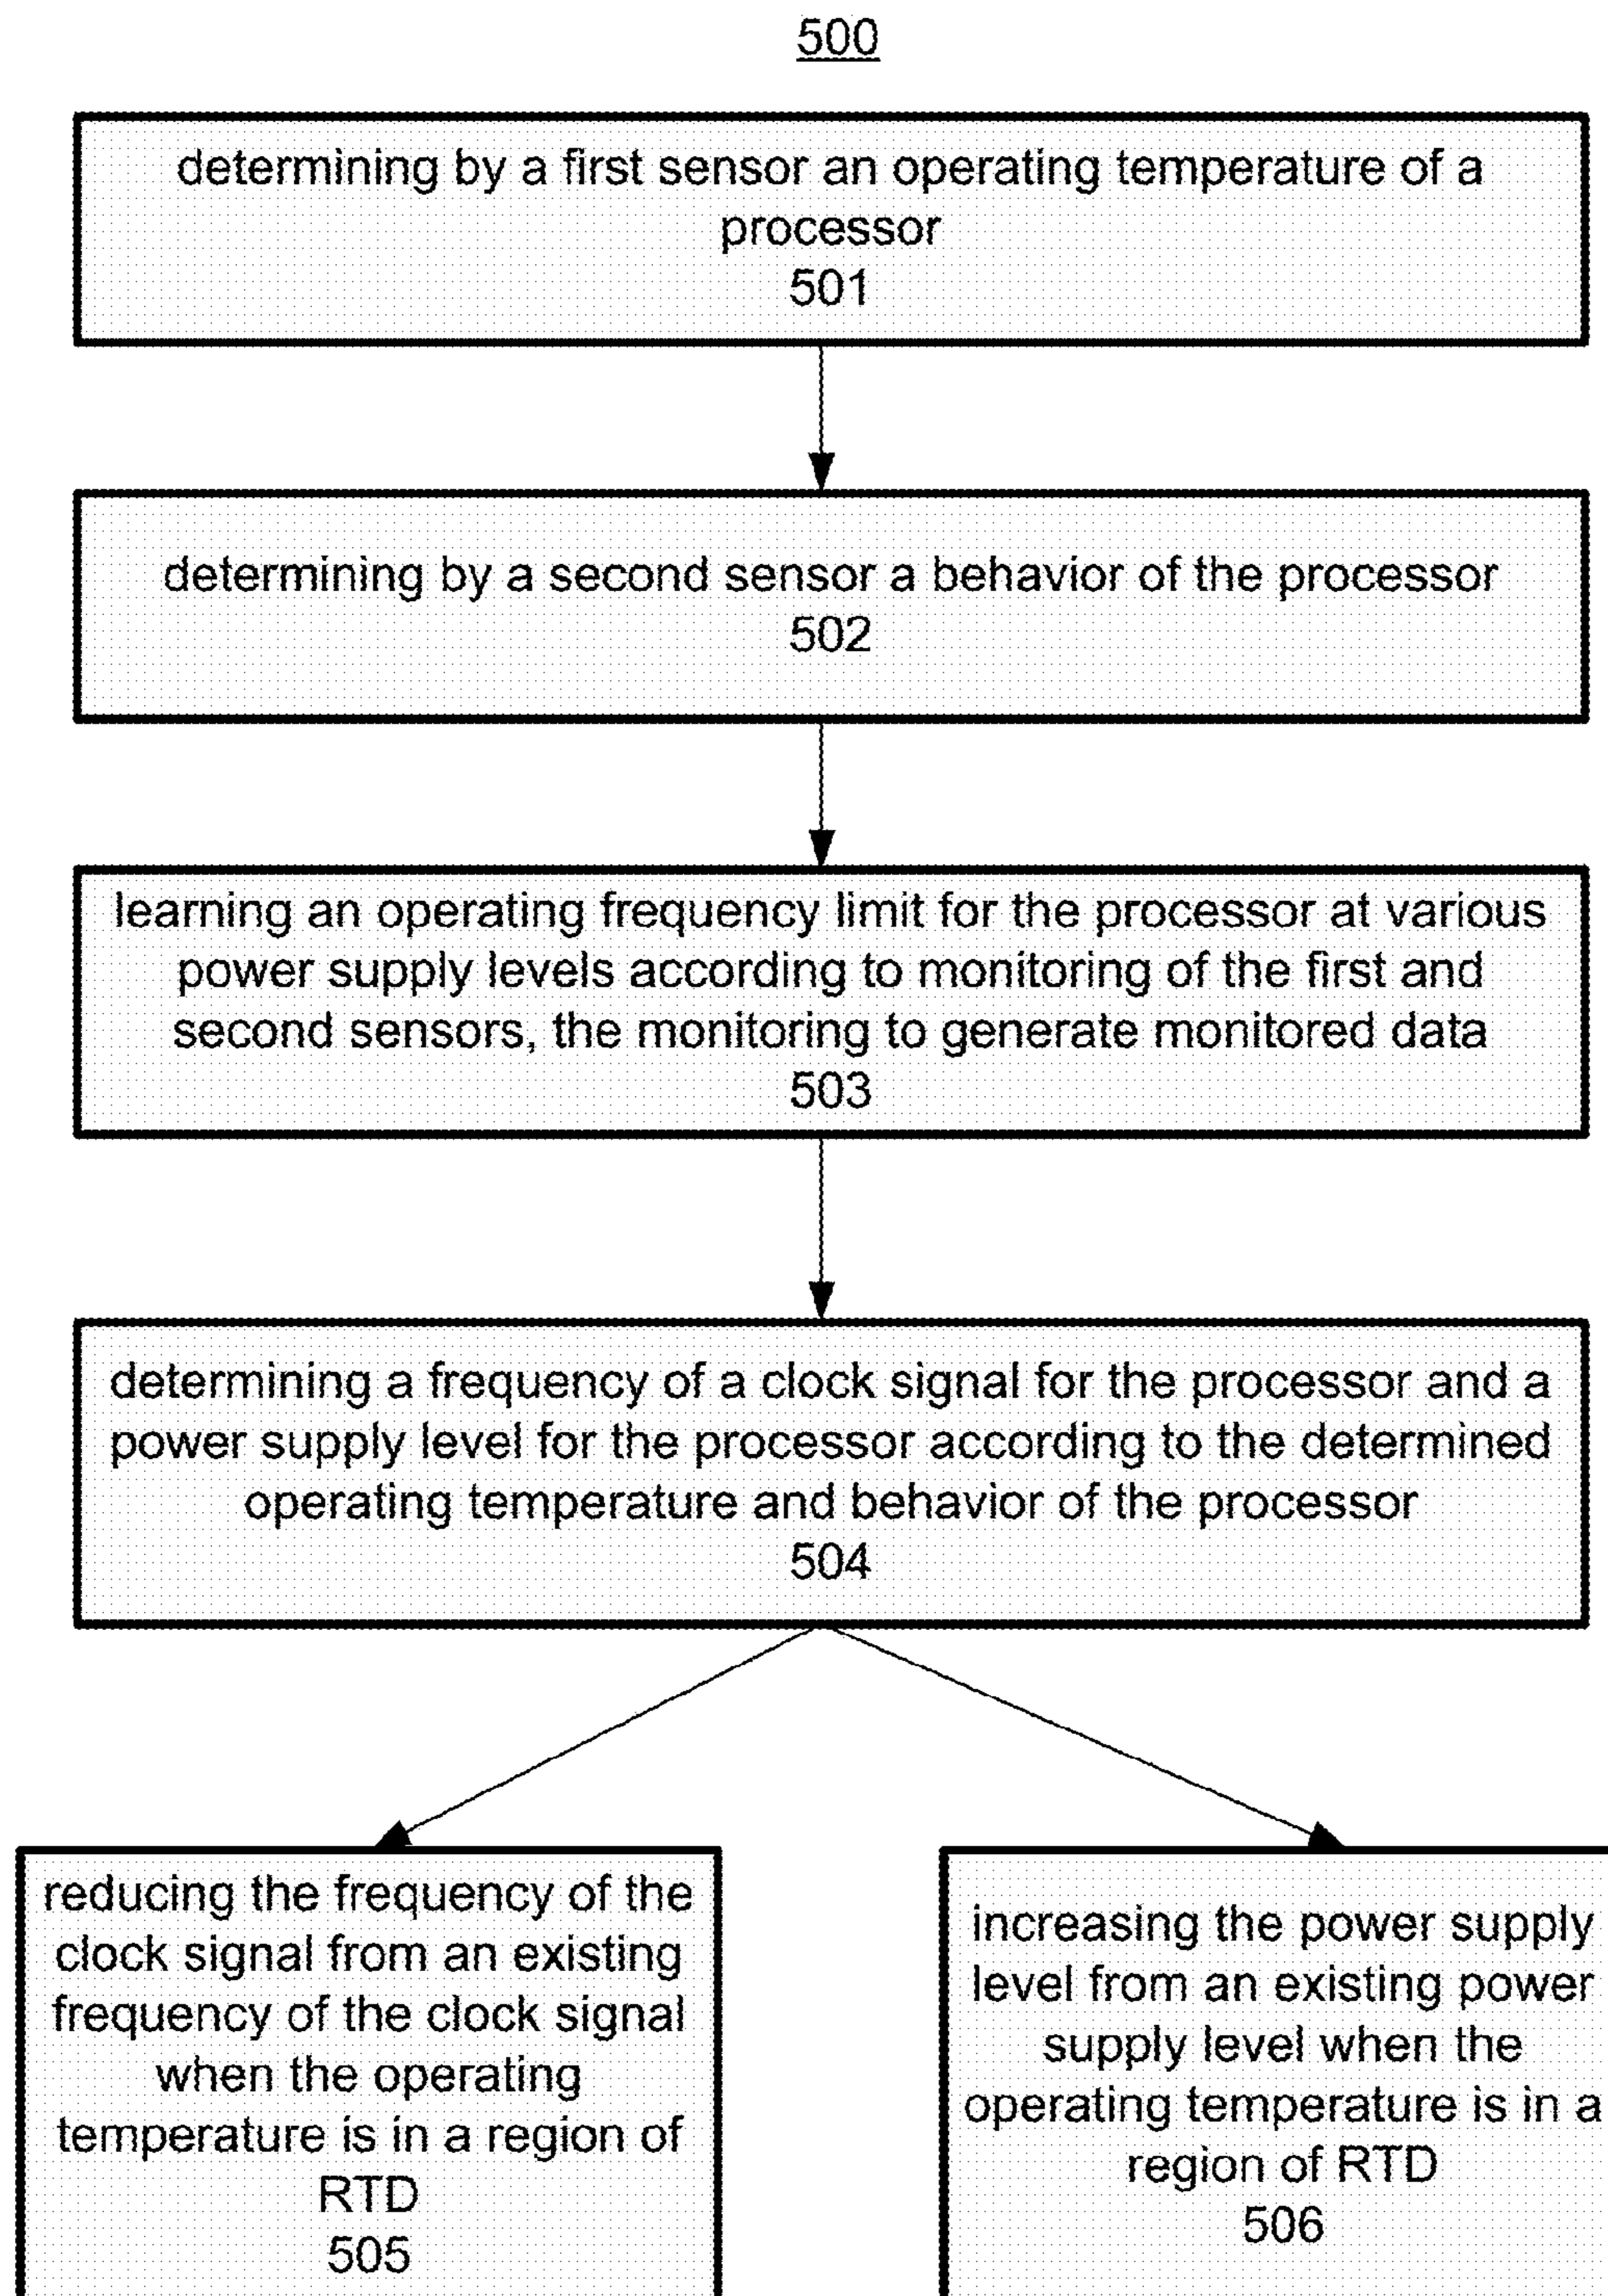 500
determining by a first sensor an operating temperature of a
processor
501
determining by a second sensor a behavior of the processor
502
learning an operating frequency limit for the processor at various
power supply levels according to monitoring of the first and
second sensors, the monitoring to generate monitored data
503
determining a frequency of a clock signal for the processor and a
power supply level for the processor according to the determined
operating temperature and behavior of the processor
504
reducing the frequency of the
clock signal from an existing
frequency of the clock signal
when the operating
temperature is in a region of
RTD
505
increasing the power supply
level from an existing power
supply level when the
operating temperature is in a
region of RTD
506